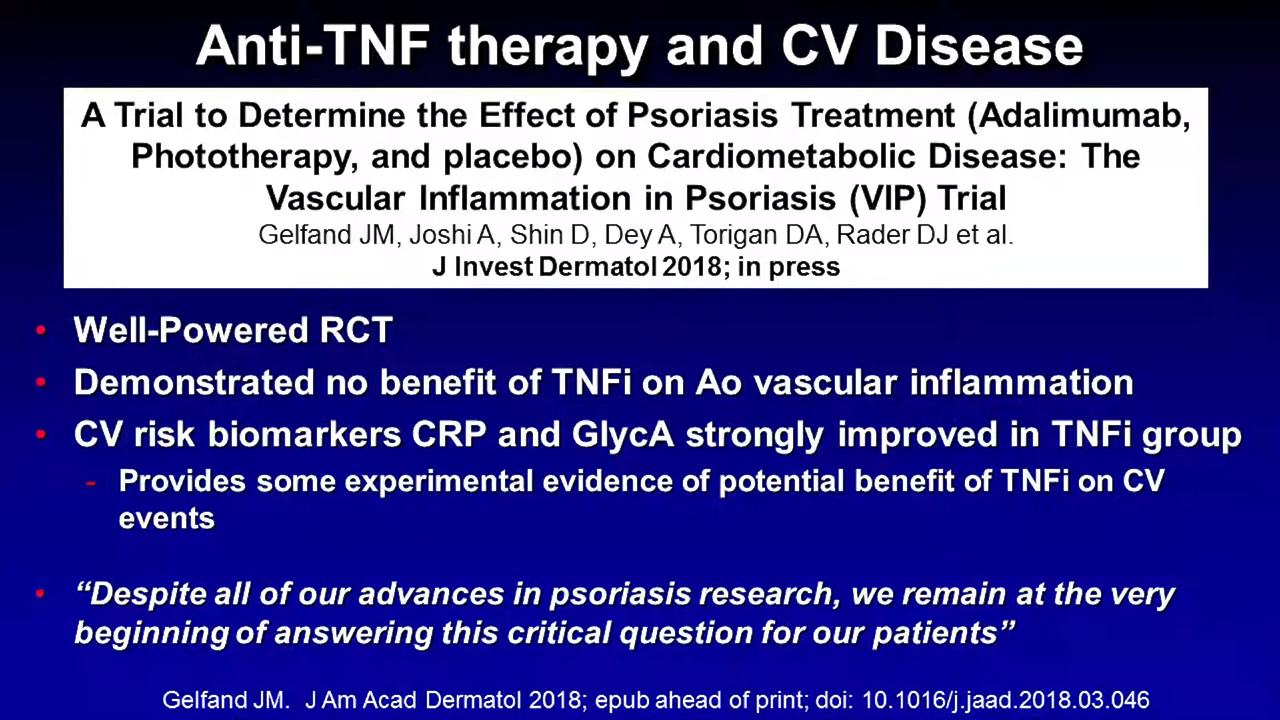 Anti-TNF therapy and CV Disease
A Trial to Determine the Effect of Psoriasis Treatment (Adalimumab,
Phototherapy, and placebo) on Cardiometabolic Disease: The
Vascular Inflammation in Psoriasis (VIP) Trial
Gelfand JM, Joshi A, Shin D, Dey A, Torigan DA, Rader DJ et al.
J Invest Dermatol 2018; in press
• Well-Powered RCT
• Demonstrated no benefit of TNFi on Ao vascular inflammation
• CV risk biomarkers CRP and GlycA strongly improved in TNFi group
- Provides some experimental evidence of potential benefit of TNFi on CV
events
• “Despite all of our advances in psoriasis research, we remain at the very
beginning of answering this critical question for our patients”
Gelfand JM. J Am Acad Dermatol 2018; epub ahead of print; doi: 10.1016/j.jaad.2018.03.046